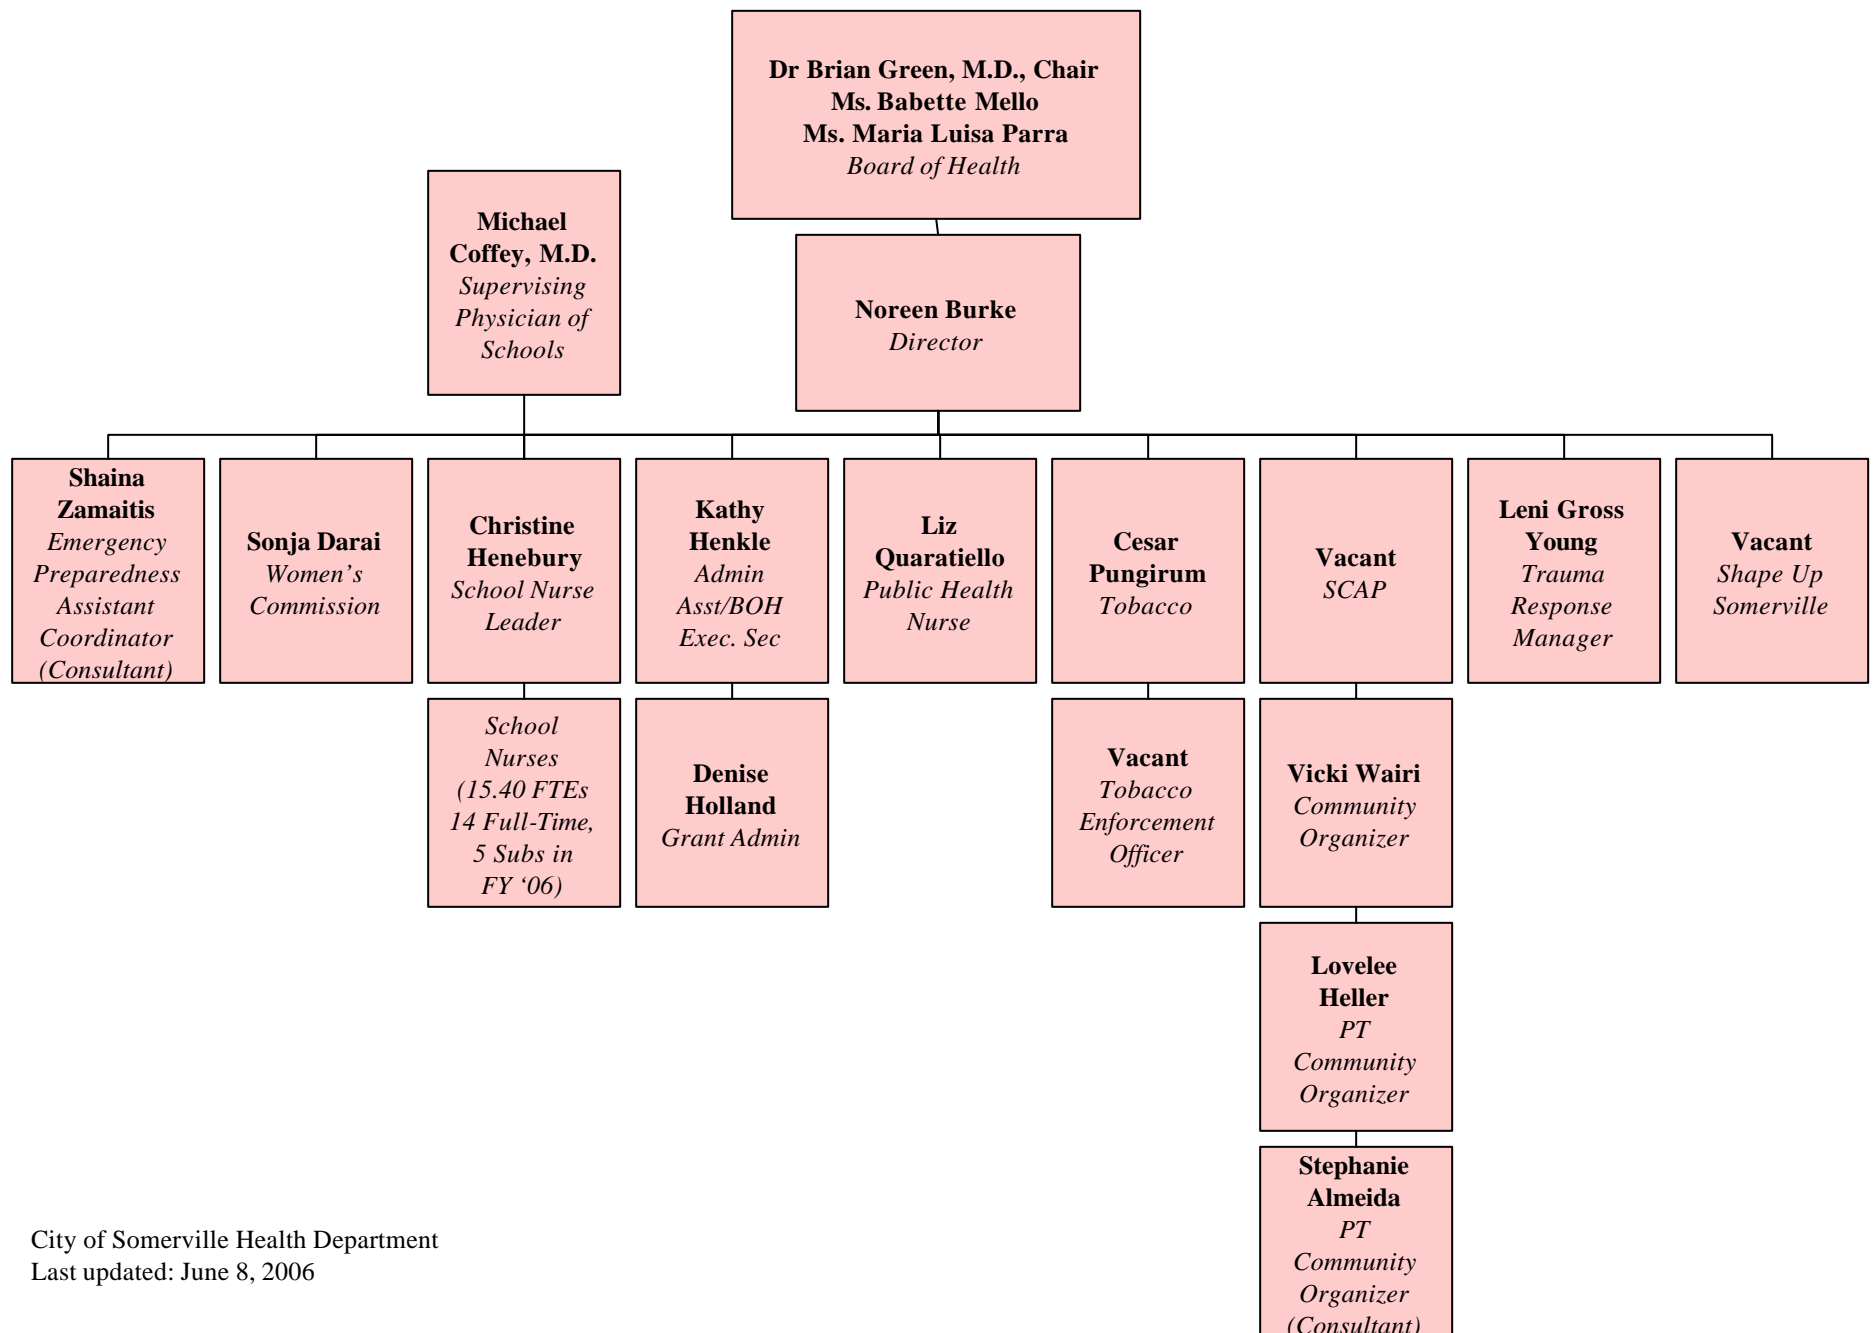 Dr Brian Green, M.D., Chair
Ms. Babette Mello
Ms. Maria Luisa Parra
Board of Health
Michael
Coffey, M.D.
Supervising
Physician of
Schools
Noreen Burke
Director
Shaina
Zamaitis
Emergency
Preparedness
Assistant
Coordinator
(Consultant)
Sonja Darai
Women’s
Commission
Christine
Henebury
School Nurse
Leader
Kathy
Henkle
Admin
Asst/BOH
Exec. Sec
Liz
Quaratiello
Public Health
Nurse
Cesar
Pungirum
Tobacco
Vacant
SCAP
Leni Gross
Young
Trauma
Response
Manager
Vacant
Shape Up
Somerville
School
Nurses
(15.40 FTEs
14 Full-Time,
5 Subs in
FY ‘06)
Denise
Holland
Grant Admin
Vacant
Tobacco
Enforcement
Officer
Vicki Wairi
Community
Organizer
Lovelee
Heller
PT
Community
Organizer
Stephanie
Almeida
PT
Community
Organizer
(Consultant)
City of Somerville Health Department
Last updated: June 8, 2006